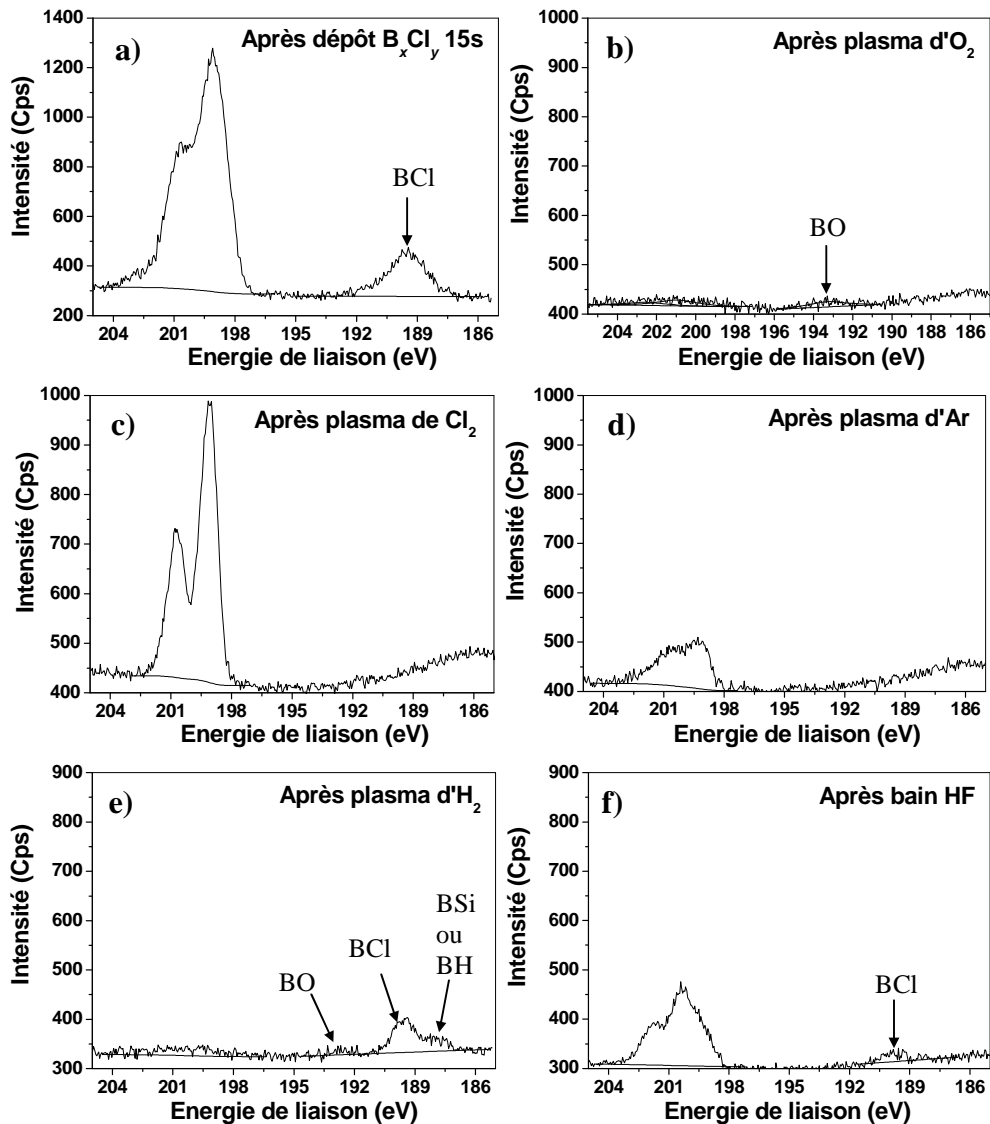 a)
Après dépôt BxCly 15s
BCl
Intensité (Cps)
1400
1200
1000
800
600
400
200
204 201 198 195 192 189 186
Energie de liaison (eV)
b)
Après plasma d'O2
BO
Intensité (Cps)
1000
900
800
700
600
500
400
204 202 200 198 196 194 192 190 188 186
Energie de liaison (eV)
c)
Après plasma de Cl2
Intensité (Cps)
1000
900
800
700
600
500
400
204 201 198 195 192 189 186
Energie de liaison (eV)
d)
Après plasma d'Ar
Intensité (Cps)
1000
900
800
700
600
500
400
204 201 198 195 192 189 186
Energie de liaison (eV)
e)
Après plasma d'H2
BSi
ou
BH
BCl
BO
Intensité (Cps)
900
800
700
600
500
400
300
204 201 198 195 192 189 186
Energie de liaison (eV)
f)
Après bain HF
BCl
Intensité (Cps)
900
800
700
600
500
400
300
204 201 198 195 192 189 186
Energie de liaison (eV)